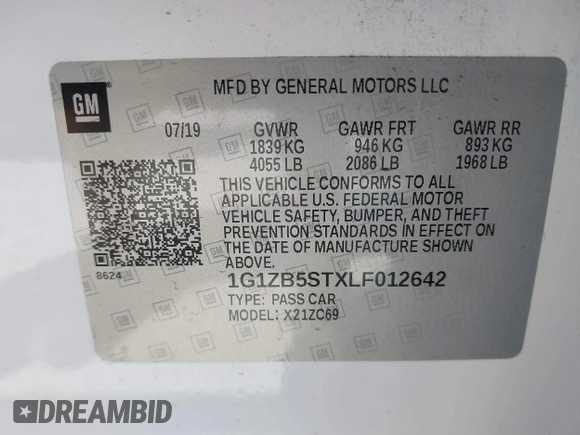 GM
MFD BY GENERAL MOTORS LLC
07/19 GVWR GAWR FRT GAWR RR
1839 KG 946 KG 893 KG
4055 LB 2086 LB 1968 LB
THIS VEHICLE CONFORMS TO ALL
APPLICABLE U.S. FEDERAL MOTOR
VEHICLE SAFETY, BUMPER, AND THEFT
PREVENTION STANDARDS IN EFFECT ON
THE DATE OF MANUFACTURE SHOWN
ABOVE.
8624
1G1ZB5STXLF012642
TYPE: PASS CAR
MODEL: X21ZC69
DREAMBID